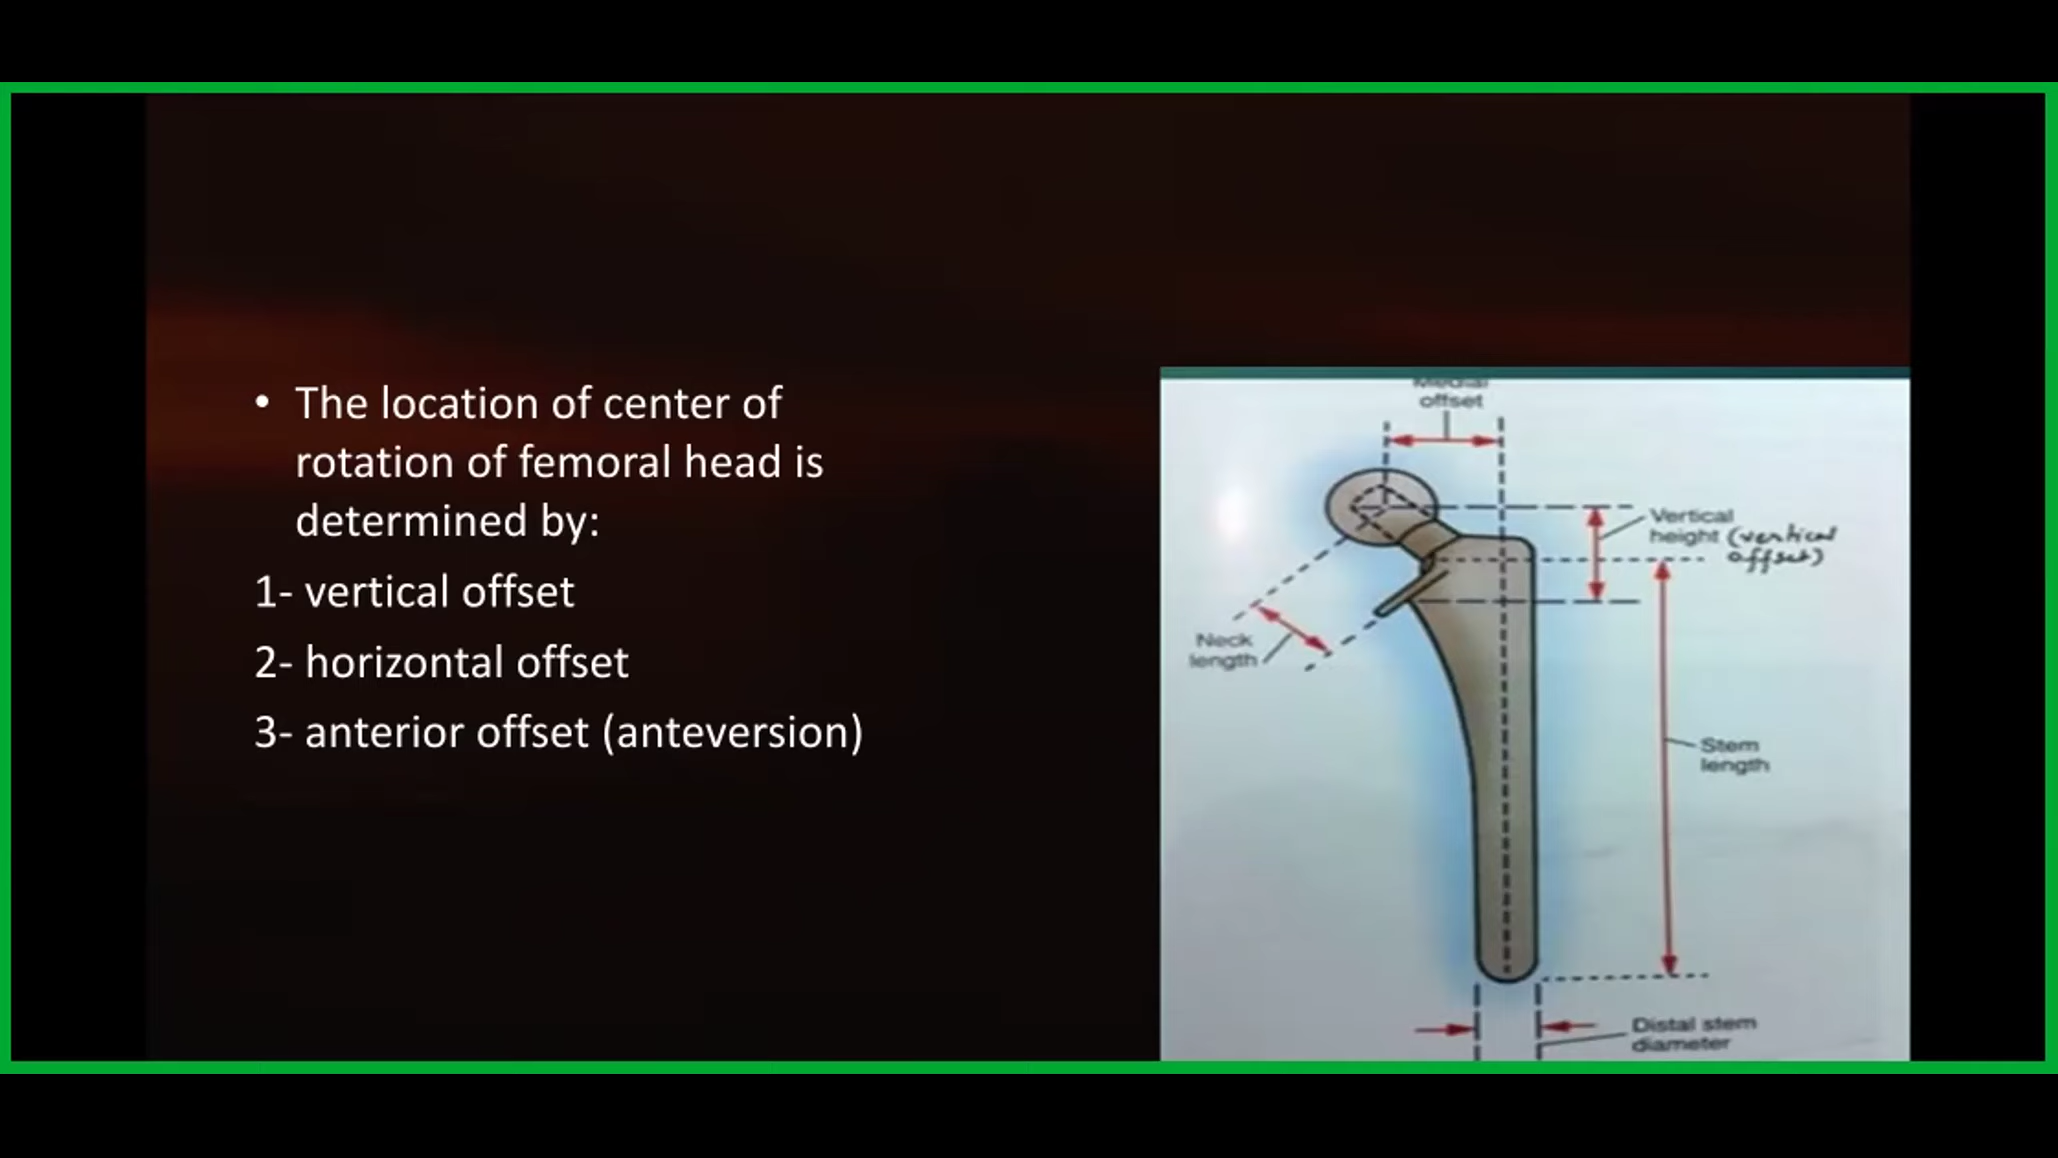 • The location of center of
rotation of femoral head is
determined by:
1- vertical offset
2- horizontal offset
3- anterior offset (anteversion)
Medial
offset
Vertical
height (vertical
offset)
Neck
length
Stem
length
Distal stem
diameter